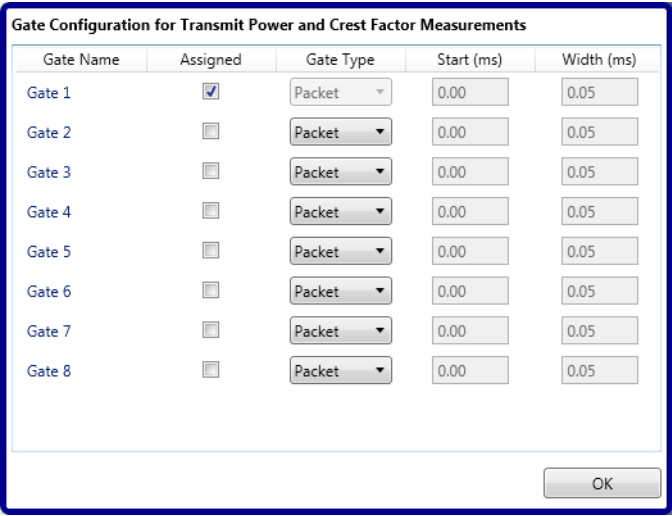 Gate Configuration for Transmit Power and Crest Factor Measurements
Gate Name Assigned Gate Type Start (ms) Width (ms)
Gate 1 Packet 0.00 0.05
Gate 2 Packet 0.00 0.05
Gate 3 Packet 0.00 0.05
Gate 4 Packet 0.00 0.05
Gate 5 Packet 0.00 0.05
Gate 6 Packet 0.00 0.05
Gate 7 Packet 0.00 0.05
Gate 8 Packet 0.00 0.05
OK